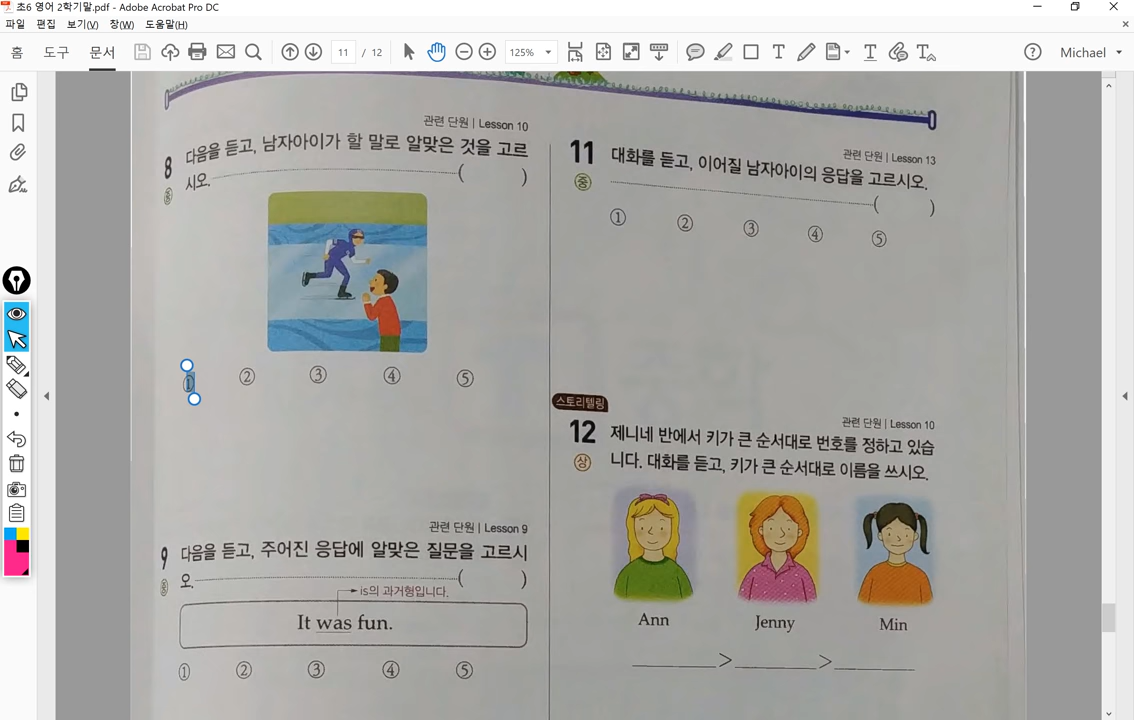 초6 영어 2학기말.pdf - Adobe Acrobat Pro DC
파일 편집 보기(V) 창(W) 도움말(H)
홈 도구 문서 11 / 12 125% Michael
관련 단원 | Lesson 10
8 다음을 듣고, 남자아이가 할 말로 알맞은 것을 고르
중 시오. ( )
① ② ③ ④ ⑤
관련 단원 | Lesson 9
9 다음을 듣고, 주어진 응답에 알맞은 질문을 고르시
중 오. ( )
is의 과거형입니다.
It was fun.
① ② ③ ④ ⑤
관련 단원 | Lesson 13
11 대화를 듣고, 이어질 남자아이의 응답을 고르시오.
중 ( )
① ② ③ ④ ⑤
스토리텔링
관련 단원 | Lesson 10
12 제니네 반에서 키가 큰 순서대로 번호를 정하고 있습
상 니다. 대화를 듣고, 키가 큰 순서대로 이름을 쓰시오.
Ann Jenny Min
> >